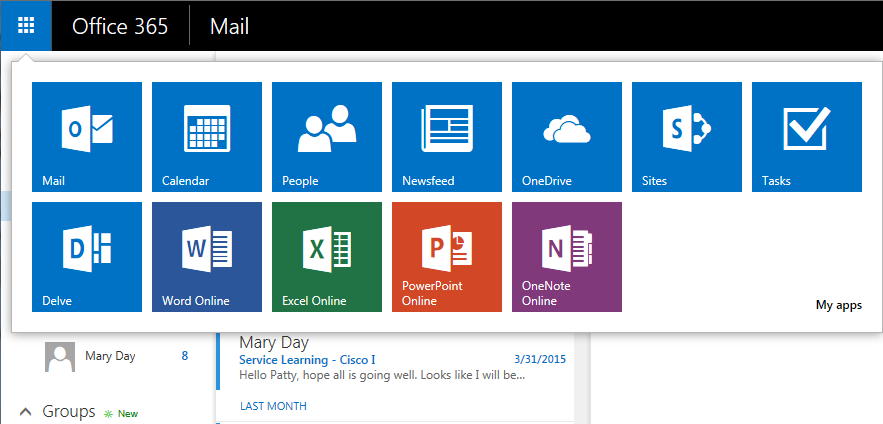 Office 365 Mail
O
Mail
Calendar
People
Newsfeed
OneDrive
S
Sites
Tasks
D
Delve
W
Word Online
X
Excel Online
P
PowerPoint
Online
N
OneNote
Online
My apps
Mary Day 8
Mary Day
Service Learning - Cisco I 3/31/2015
Hello Patty, hope all is going well. Looks like I will be...
LAST MONTH
Groups New